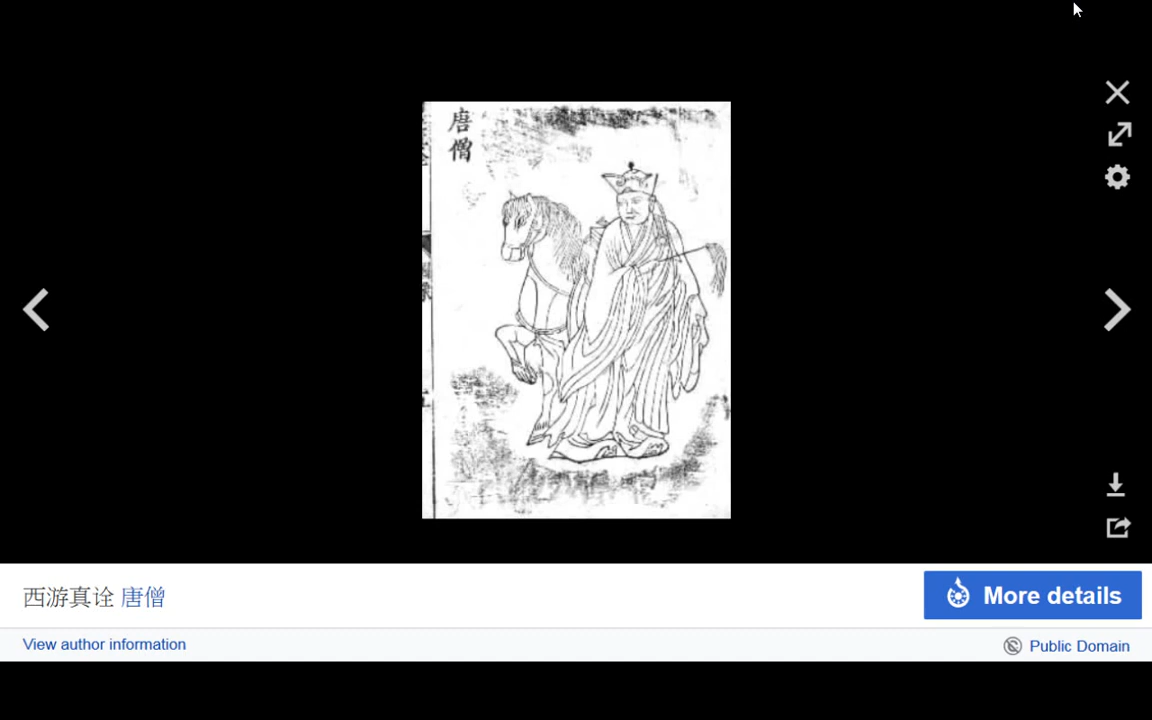 唐
僧
西游真诠 唐僧
More details
View author information
Public Domain